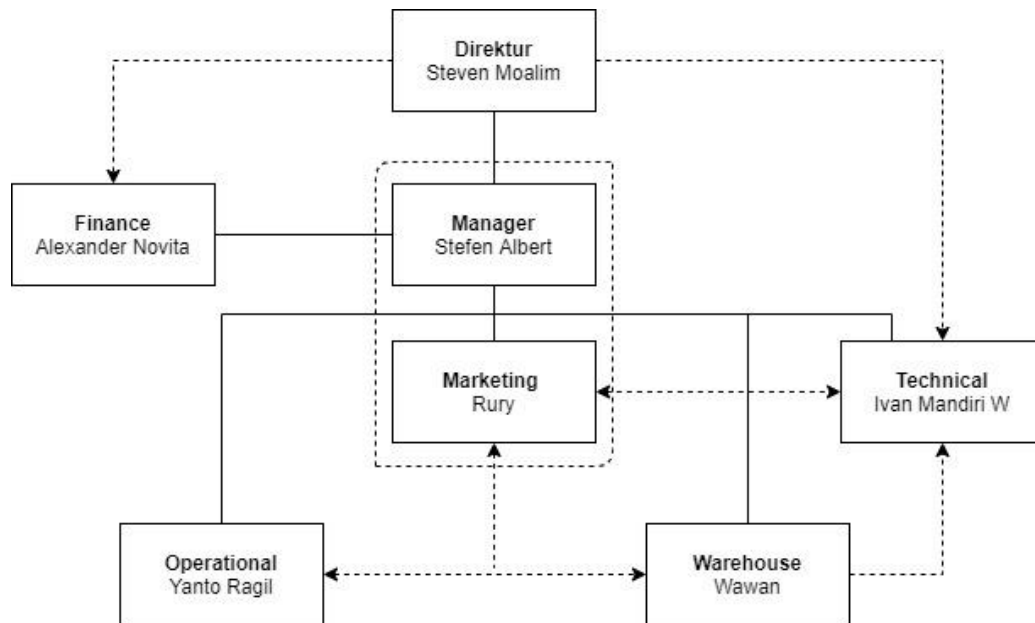 Direktur
Steven Moalim
Finance
Alexander Novita
Manager
Stefen Albert
Marketing
Rury
Technical
Ivan Mandiri W
Operational
Yanto Ragil
Warehouse
Wawan